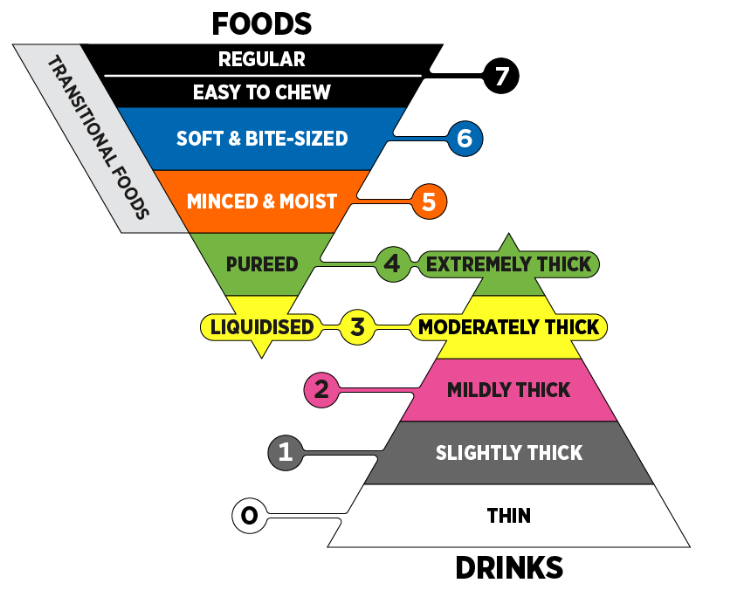 FOODS
REGULAR
7
EASY TO CHEW
TRANSITIONAL FOODS
SOFT & BITE-SIZED
6
MINCED & MOIST
5
PUREED
4
EXTREMELY THICK
LIQUIDISED
3
MODERATELY THICK
2
MILDLY THICK
1
SLIGHTLY THICK
0
THIN
DRINKS